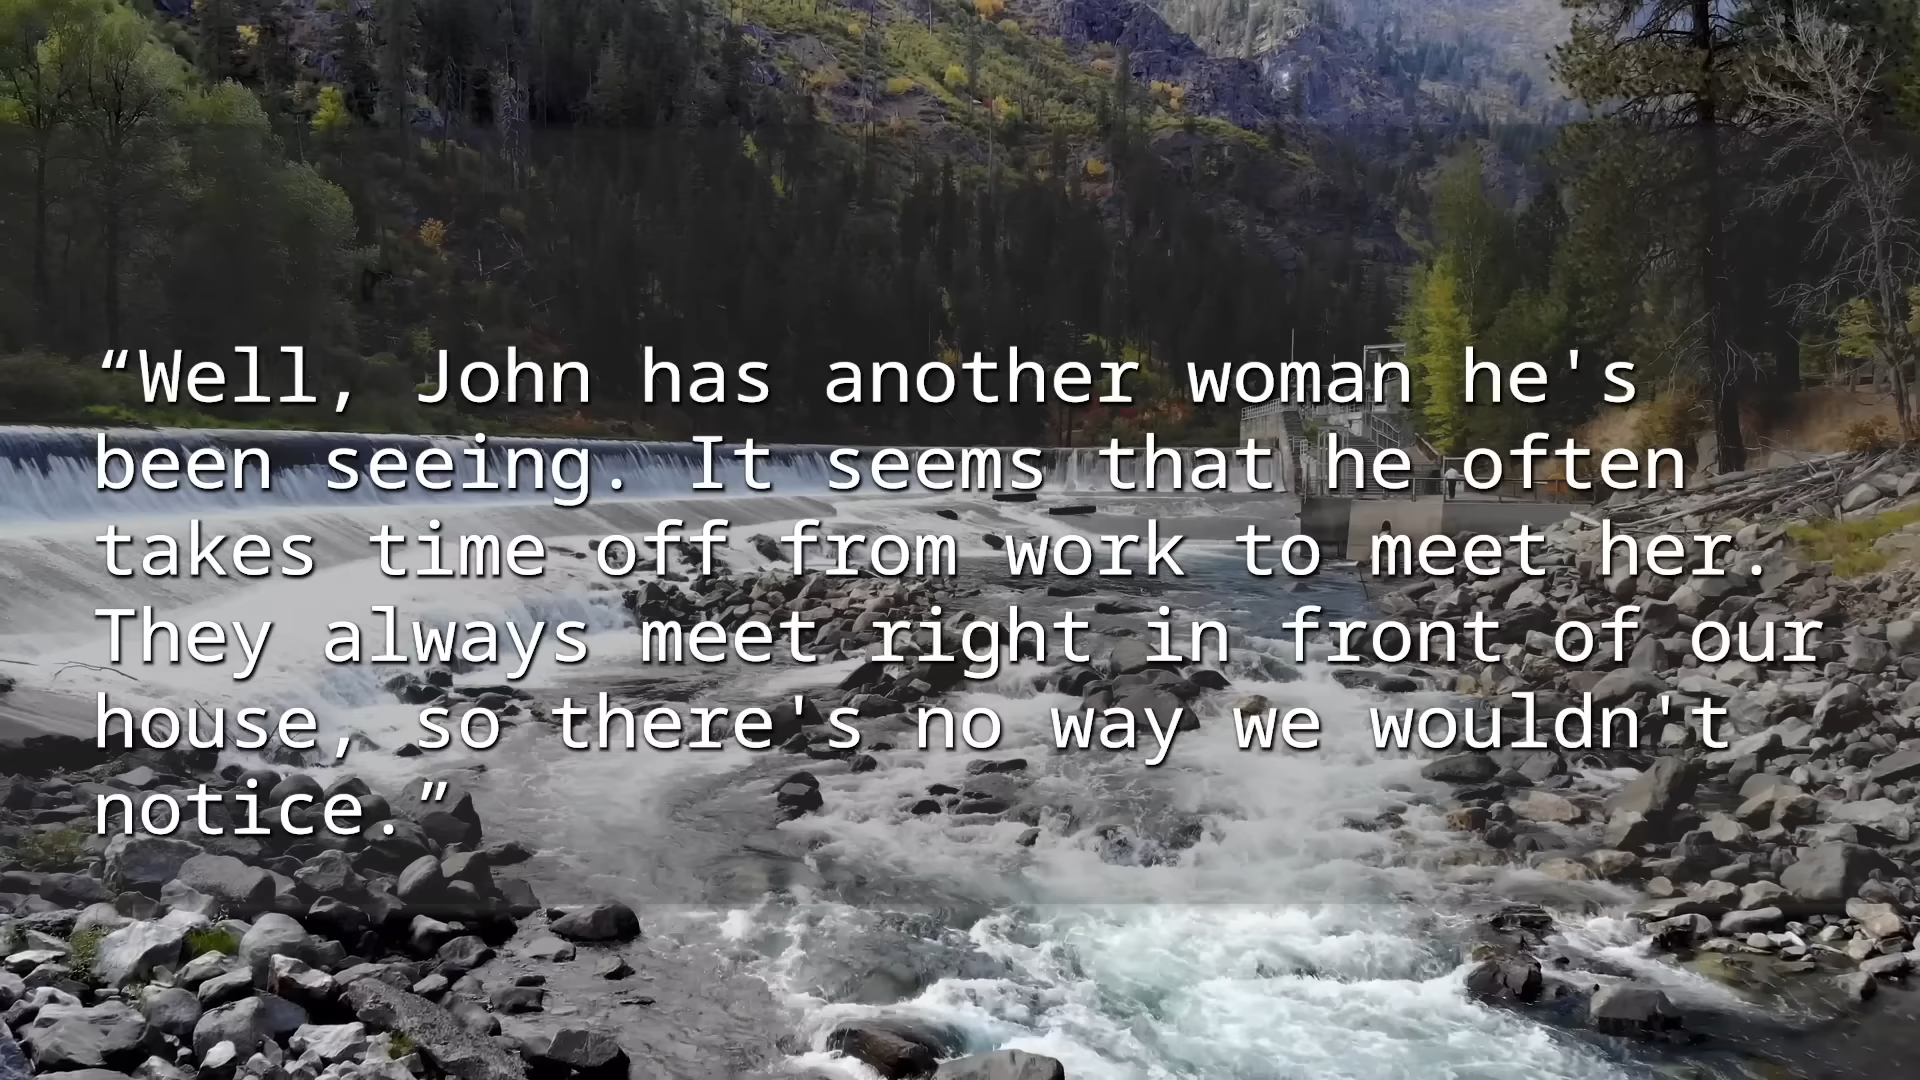 “Well, John has another woman he's
been seeing. It seems that he often
takes time off from work to meet her.
They always meet right in front of our
house, so there's no way we wouldn't
notice.”